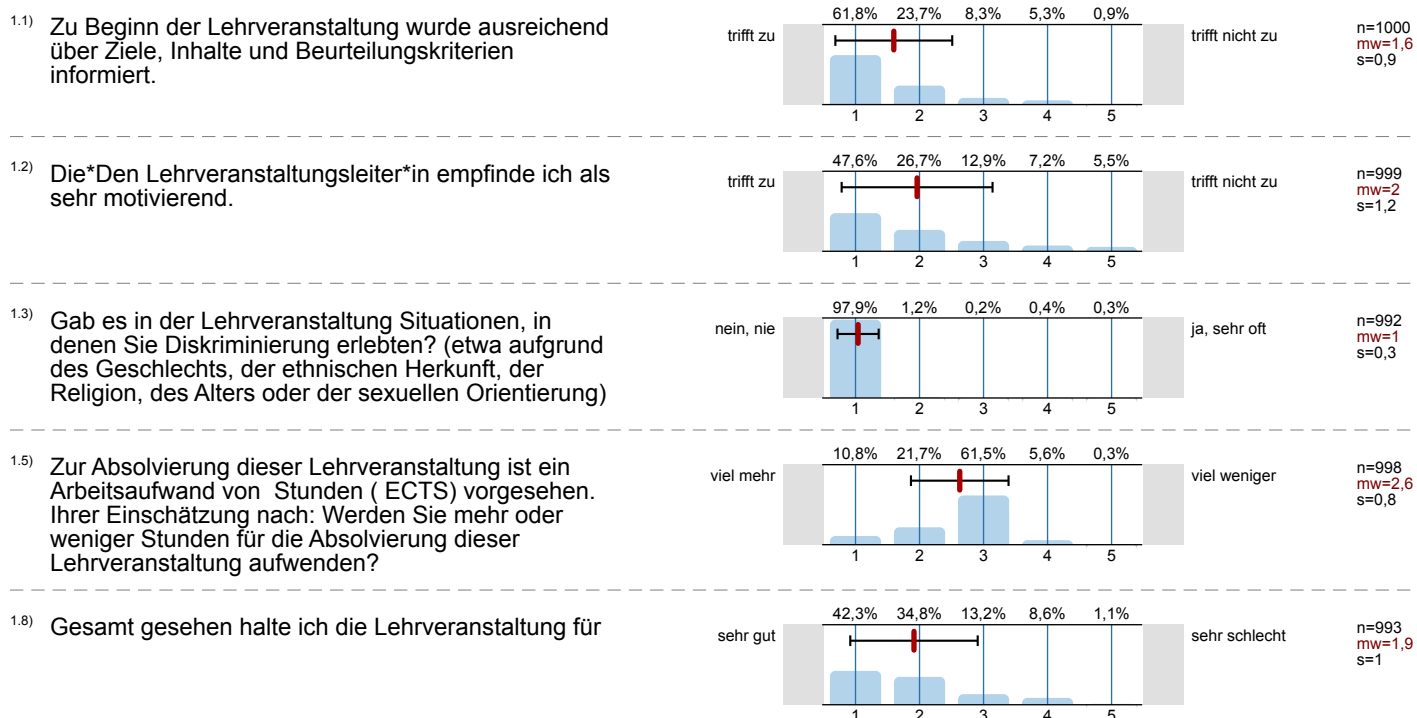 1.1) Zu Beginn der Lehrveranstaltung wurde ausreichend
über Ziele, Inhalte und Beurteilungskriterien
informiert.
trifft zu
61,8% 23,7% 8,3% 5,3% 0,9%
1 2 3 4 5
trifft nicht zu
n=1000
mw=1,6
s=0,9
1.2) Die*Den Lehrveranstaltungsleiter*in empfinde ich als
sehr motivierend.
trifft zu
47,6% 26,7% 12,9% 7,2% 5,5%
1 2 3 4 5
trifft nicht zu
n=999
mw=2
s=1,2
1.3) Gab es in der Lehrveranstaltung Situationen, in
denen Sie Diskriminierung erlebten? (etwa aufgrund
des Geschlechts, der ethnischen Herkunft, der
Religion, des Alters oder der sexuellen Orientierung)
nein, nie
97,9% 1,2% 0,2% 0,4% 0,3%
1 2 3 4 5
ja, sehr oft
n=992
mw=1
s=0,3
1.5) Zur Absolvierung dieser Lehrveranstaltung ist ein
Arbeitsaufwand von Stunden ( ECTS) vorgesehen.
Ihrer Einschätzung nach: Werden Sie mehr oder
weniger Stunden für die Absolvierung dieser
Lehrveranstaltung aufwenden?
viel mehr
10,8% 21,7% 61,5% 5,6% 0,3%
1 2 3 4 5
viel weniger
n=998
mw=2,6
s=0,8
1.8) Gesamt gesehen halte ich die Lehrveranstaltung für
sehr gut
42,3% 34,8% 13,2% 8,6% 1,1%
1 2 3 4 5
sehr schlecht
n=993
mw=1,9
s=1